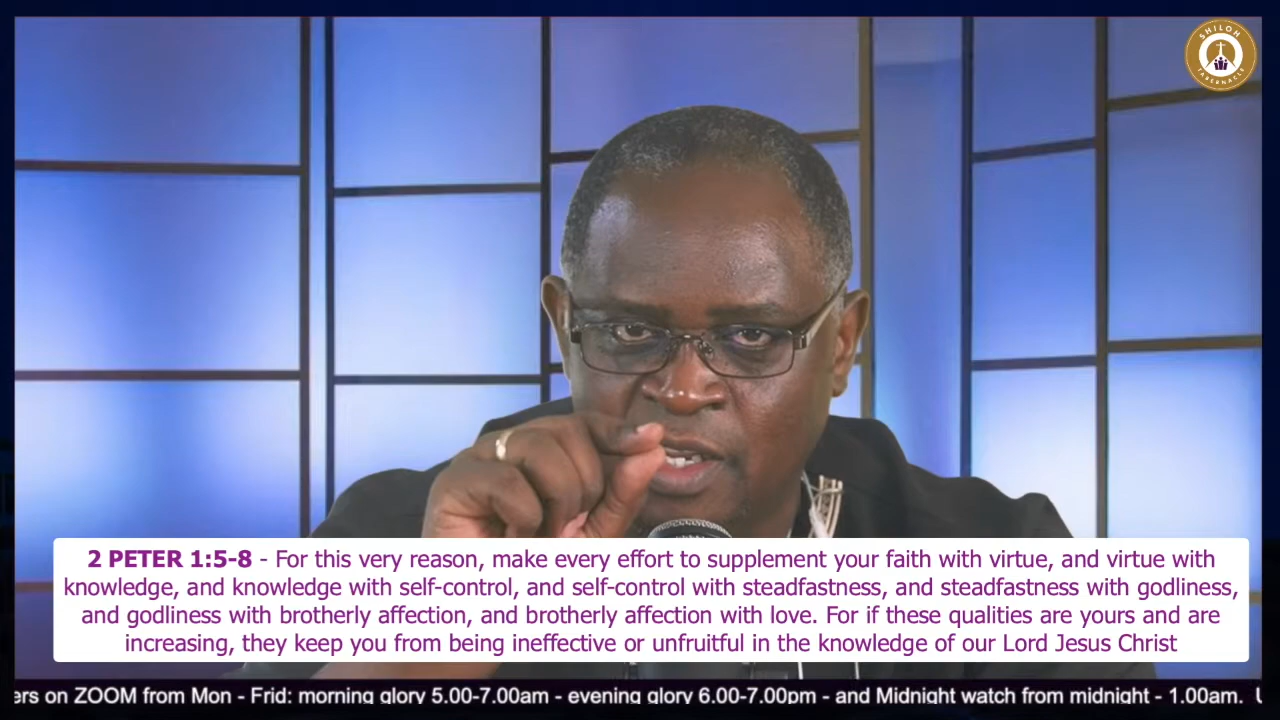 SHILOH
TABERNACLE
2 PETER 1:5-8 - For this very reason, make every effort to supplement your faith with virtue, and virtue with
knowledge, and knowledge with self-control, and self-control with steadfastness, and steadfastness with godliness,
and godliness with brotherly affection, and brotherly affection with love. For if these qualities are yours and are
increasing, they keep you from being ineffective or unfruitful in the knowledge of our Lord Jesus Christ
ers on ZOOM from Mon - Frid: morning glory 5.00-7.00am - evening glory 6.00-7.00pm - and Midnight watch from midnight - 1.00am.